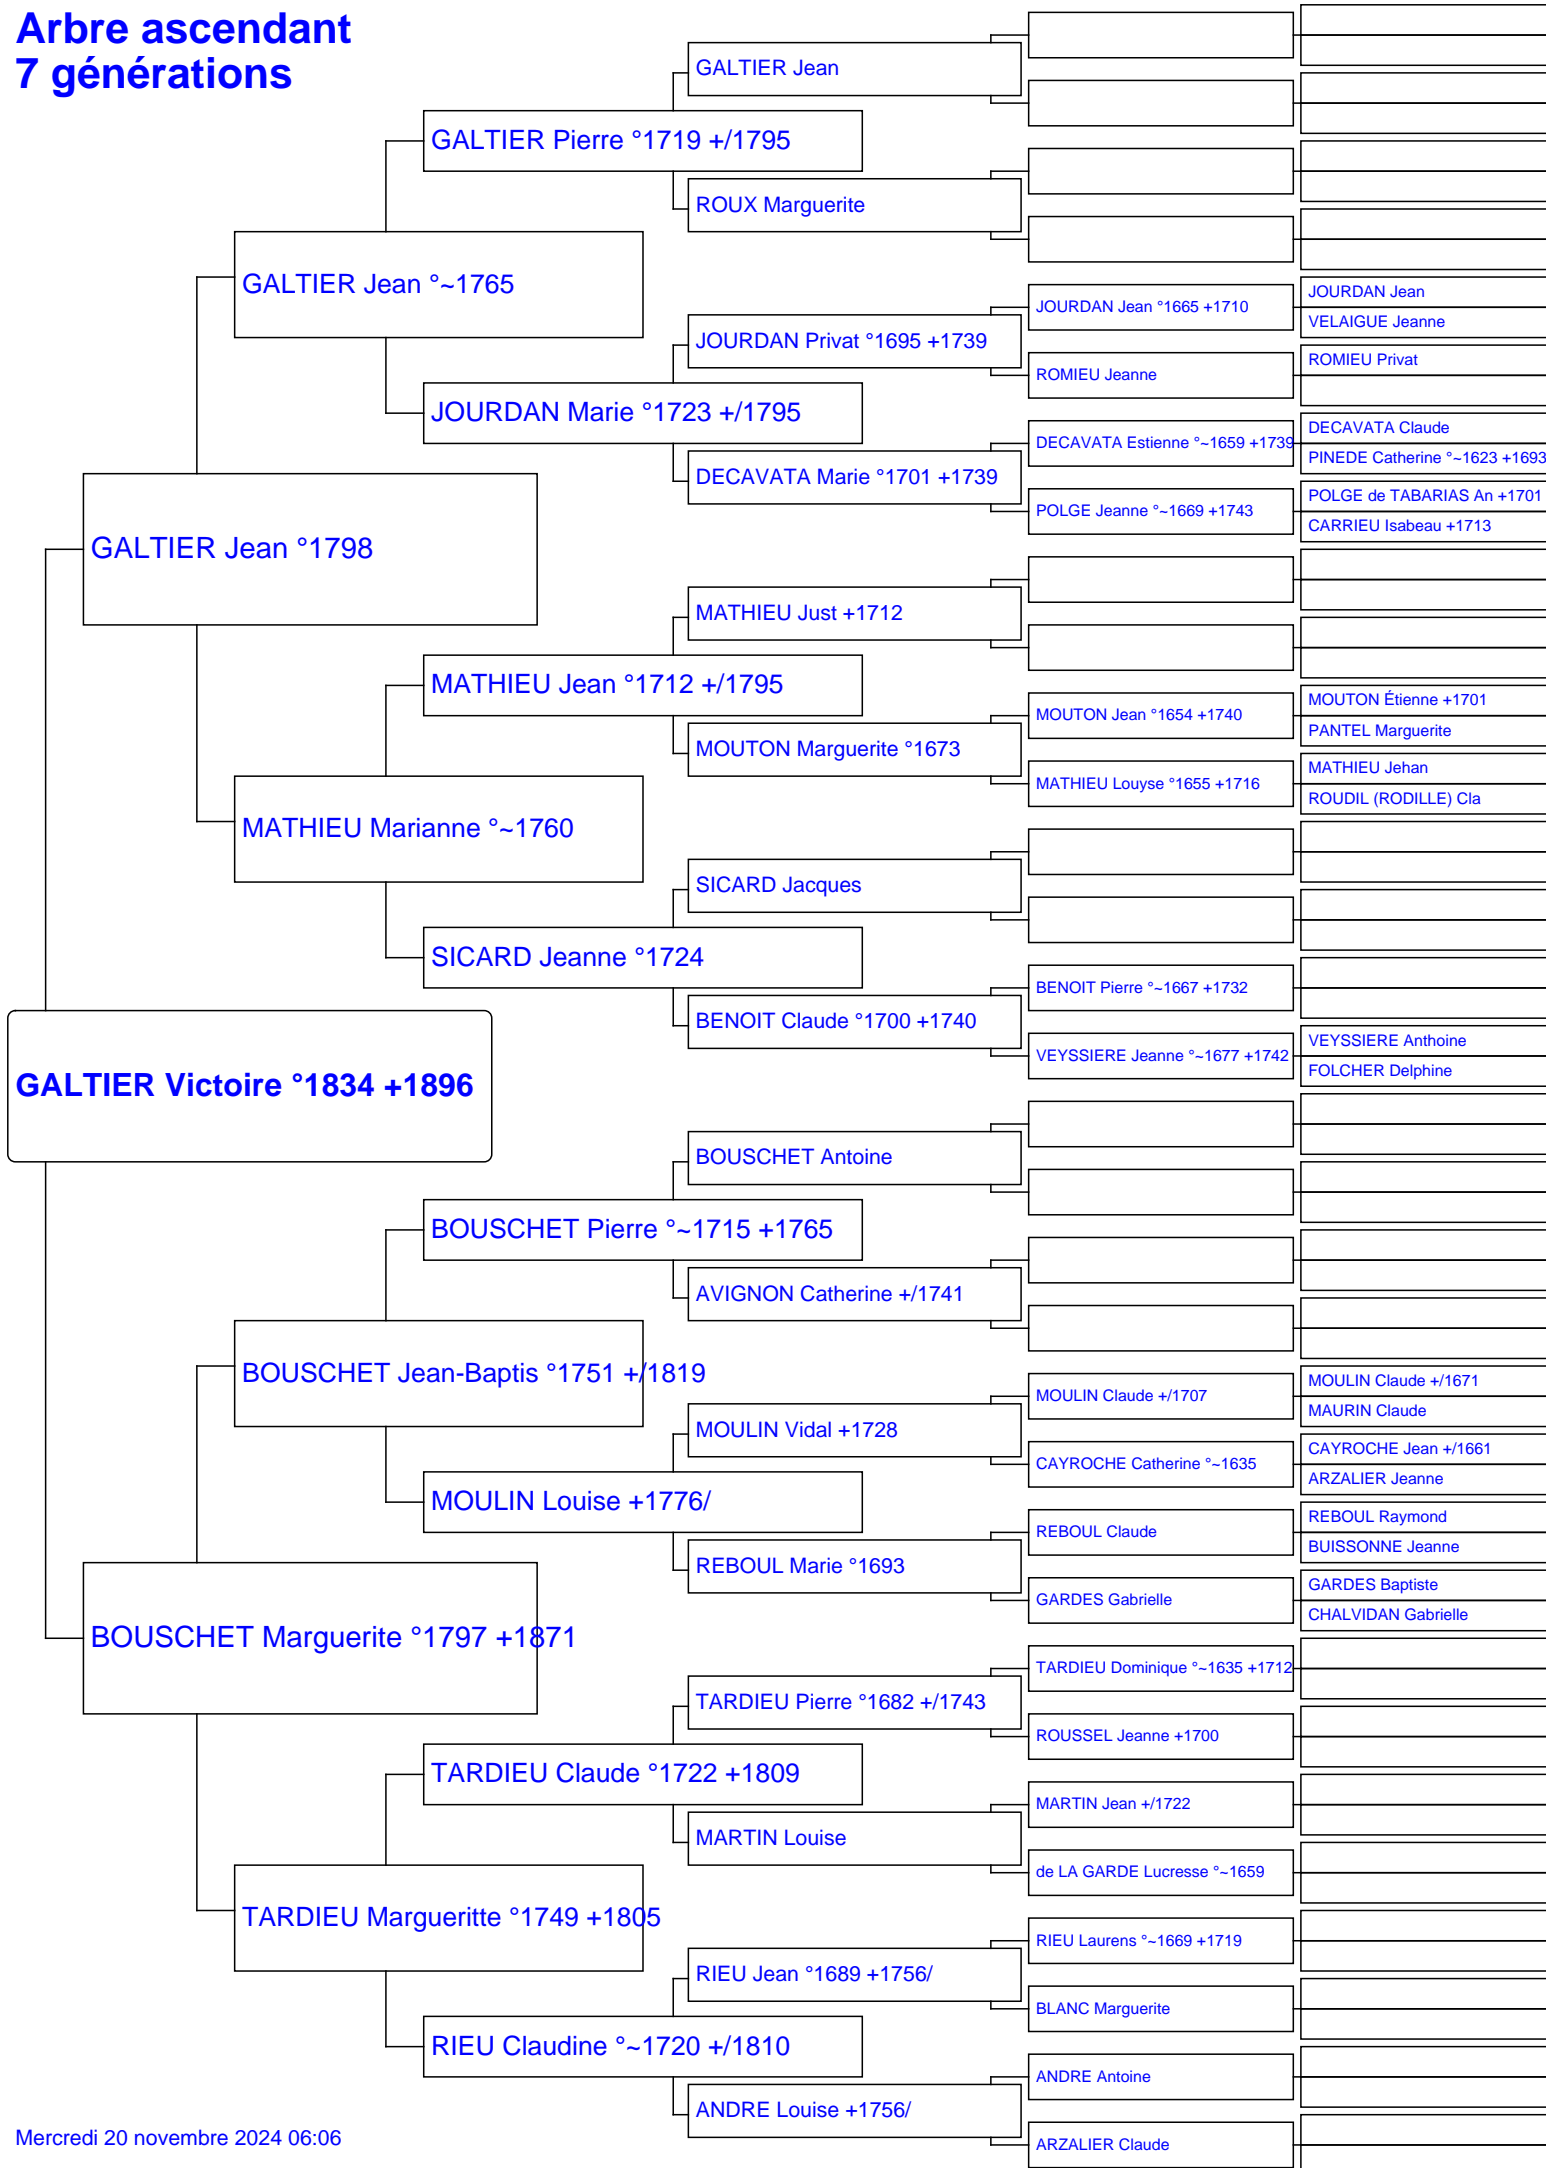 Arbre ascendant
7 générations
GALTIER Jean
GALTIER Pierre °1719 +/1795
ROUX Marguerite
GALTIER Jean °~1765
JOURDAN Jean °1665 +1710
JOURDAN Jean
VELAIGUE Jeanne
JOURDAN Privat °1695 +1739
ROMIEU Jeanne
ROMIEU Privat
JOURDAN Marie °1723 +/1795
DECAVATA Estienne °~1659 +1739
DECAVATA Claude
PINEDE Catherine °~1623 +1693
DECAVATA Marie °1701 +1739
POLGE Jeanne °~1669 +1743
POLGE de TABARIAS An +1701
CARRIEU Isabeau +1713
GALTIER Jean °1798
MATHIEU Just +1712
MATHIEU Jean °1712 +/1795
MOUTON Jean °1654 +1740
MOUTON Étienne +1701
PANTEL Marguerite
MOUTON Marguerite °1673
MATHIEU Louyse °1655 +1716
MATHIEU Jehan
ROUDIL (RODILLE) Cla
MATHIEU Marianne °~1760
SICARD Jacques
SICARD Jeanne °1724
BENOIT Pierre °~1667 +1732
BENOIT Claude °1700 +1740
VEYSSIERE Jeanne °~1677 +1742
VEYSSIERE Anthoine
FOLCHER Delphine
GALTIER Victoire °1834 +1896
BOUSCHET Antoine
BOUSCHET Pierre °~1715 +1765
AVIGNON Catherine +/1741
BOUSCHET Jean-Baptis °1751 +/1819
MOULIN Claude +/1707
MOULIN Claude +/1671
MAURIN Claude
MOULIN Vidal +1728
CAYROCHE Catherine °~1635
CAYROCHE Jean +/1661
ARZALIER Jeanne
MOULIN Louise +1776/
REBOUL Claude
REBOUL Raymond
BUISSONNE Jeanne
REBOUL Marie °1693
GARDES Gabrielle
GARDES Baptiste
CHALVIDAN Gabrielle
BOUSCHET Marguerite °1797 +1871
TARDIEU Dominique °~1635 +1712
TARDIEU Pierre °1682 +/1743
ROUSSEL Jeanne +1700
TARDIEU Claude °1722 +1809
MARTIN Jean +/1722
MARTIN Louise
de LA GARDE Lucresse °~1659
TARDIEU Margueritte °1749 +1805
RIEU Laurens °~1669 +1719
RIEU Jean °1689 +1756/
BLANC Marguerite
RIEU Claudine °~1720 +/1810
ANDRE Antoine
ANDRE Louise +1756/
ARZALIER Claude
Mercredi 20 novembre 2024 06:06